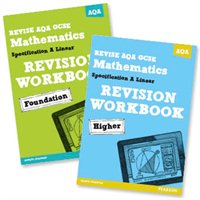 AQA
REVISE AQA GCSE
Mathematics
Specification A Linear
REVISION
WORKBOOK
Foundation
AQA
REVISE AQA GCSE
Mathematics
Specification A Linear
REVISION
WORKBOOK
Higher
PEARSON